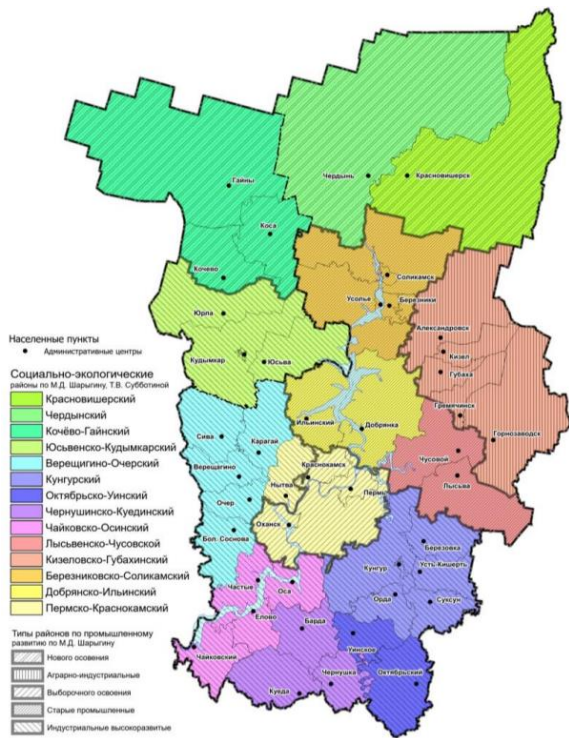 Гайны
Чердынь
Красновишерск
Коса
Кочево
Соликамск
Усолье
Березники
Юрла
Александровск
Кизел
Губаха
Кудымкар
Юсьва
Гремячинск
Горнозаводск
Ильинский
Добрянка
Сива
Карагай
Чусовой
Верещагино
Краснокамск
Нытва
Пермь
Лысьва
Очер
Оханск
Бол. Соснова
Березовка
Кунгур
Усть-Кишерть
Частые
Оса
Орда
Суксун
Елово
Барда
Уинское
Чайковский
Чернушка
Октябрьский
Куеда
Населенные пункты
Административные центры
Социально-экологические
районы по М.Д. Шарыгину, Т.В. Субботиной
Красновишерский
Чердынский
Кочёво-Гайнский
Юсьвенско-Кудымкарский
Верещигино-Очерский
Кунгурский
Октябрьско-Уинский
Чернушинско-Куединский
Чайковско-Осинский
Лысьвенско-Чусовской
Кизеловско-Губахинский
Березниковско-Соликамский
Добрянско-Ильинский
Пермско-Краснокамский
Типы районов по промышленному
развитию по М.Д. Шарыгину
Нового освоения
Аграрно-индустриальные
Выборочного освоения
Старые промышленные
Индустриальные высокоразвитые